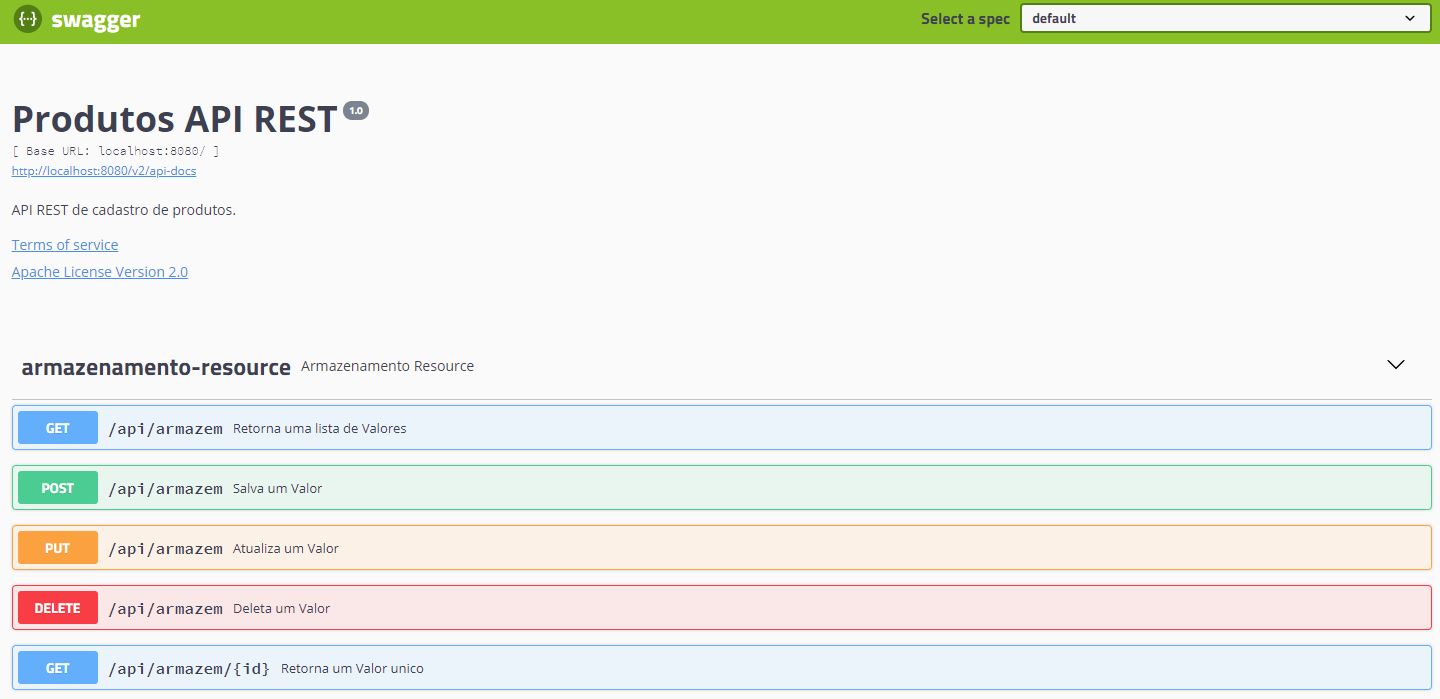 {··} swagger Select a spec default
Produtos API REST 1.0
[ Base URL: localhost:8080/ ]
http://localhost:8080/v2/api-docs
API REST de cadastro de produtos.
Terms of service
Apache License Version 2.0
armazenamento-resource Armazenamento Resource
GET /api/armazem Retorna uma lista de Valores
POST /api/armazem Salva um Valor
PUT /api/armazem Atualiza um Valor
DELETE /api/armazem Deleta um Valor
GET /api/armazem/{id} Retorna um Valor unico